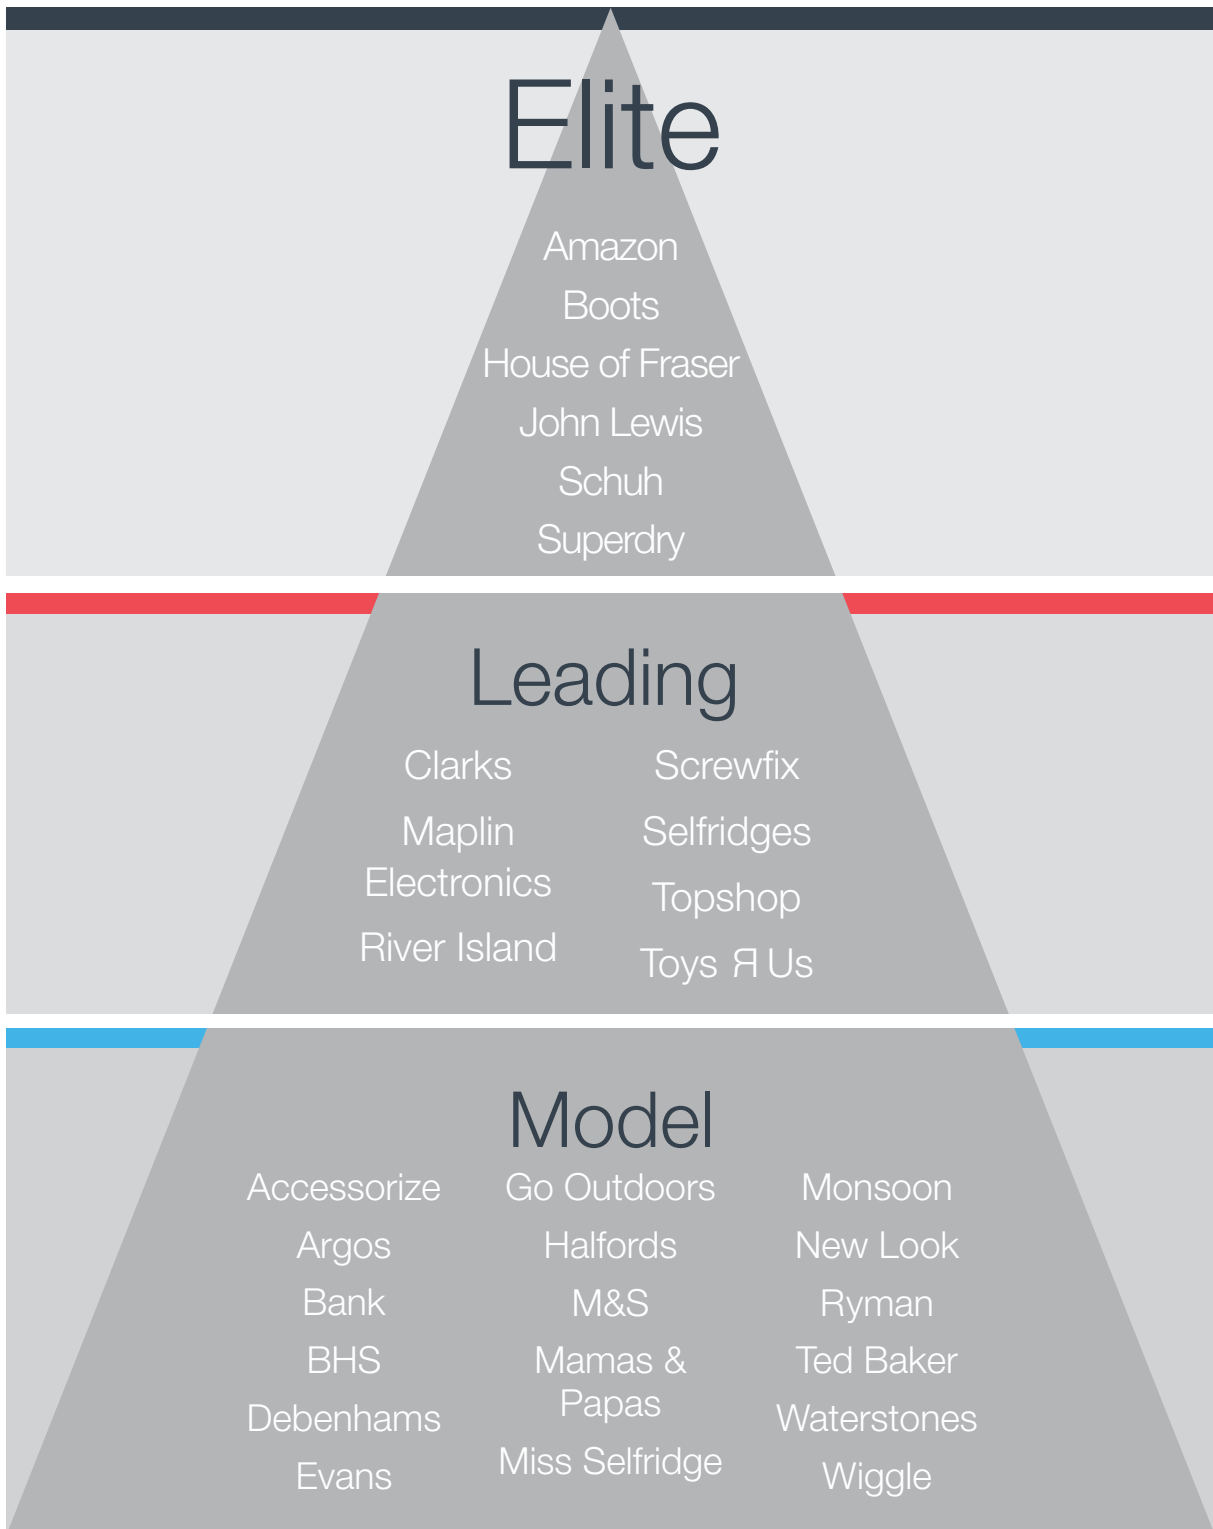 Elite
Amazon
Boots
House of Fraser
John Lewis
Schuh
Superdry
Leading
Clarks
Maplin
Electronics
River Island
Screwfix
Selfridges
Topshop
Toys Я Us
Model
Accessorize
Argos
Bank
BHS
Debenhams
Evans
Go Outdoors
Halfords
M&S
Mamas &
Papas
Miss Selfridge
Monsoon
New Look
Ryman
Ted Baker
Waterstones
Wiggle